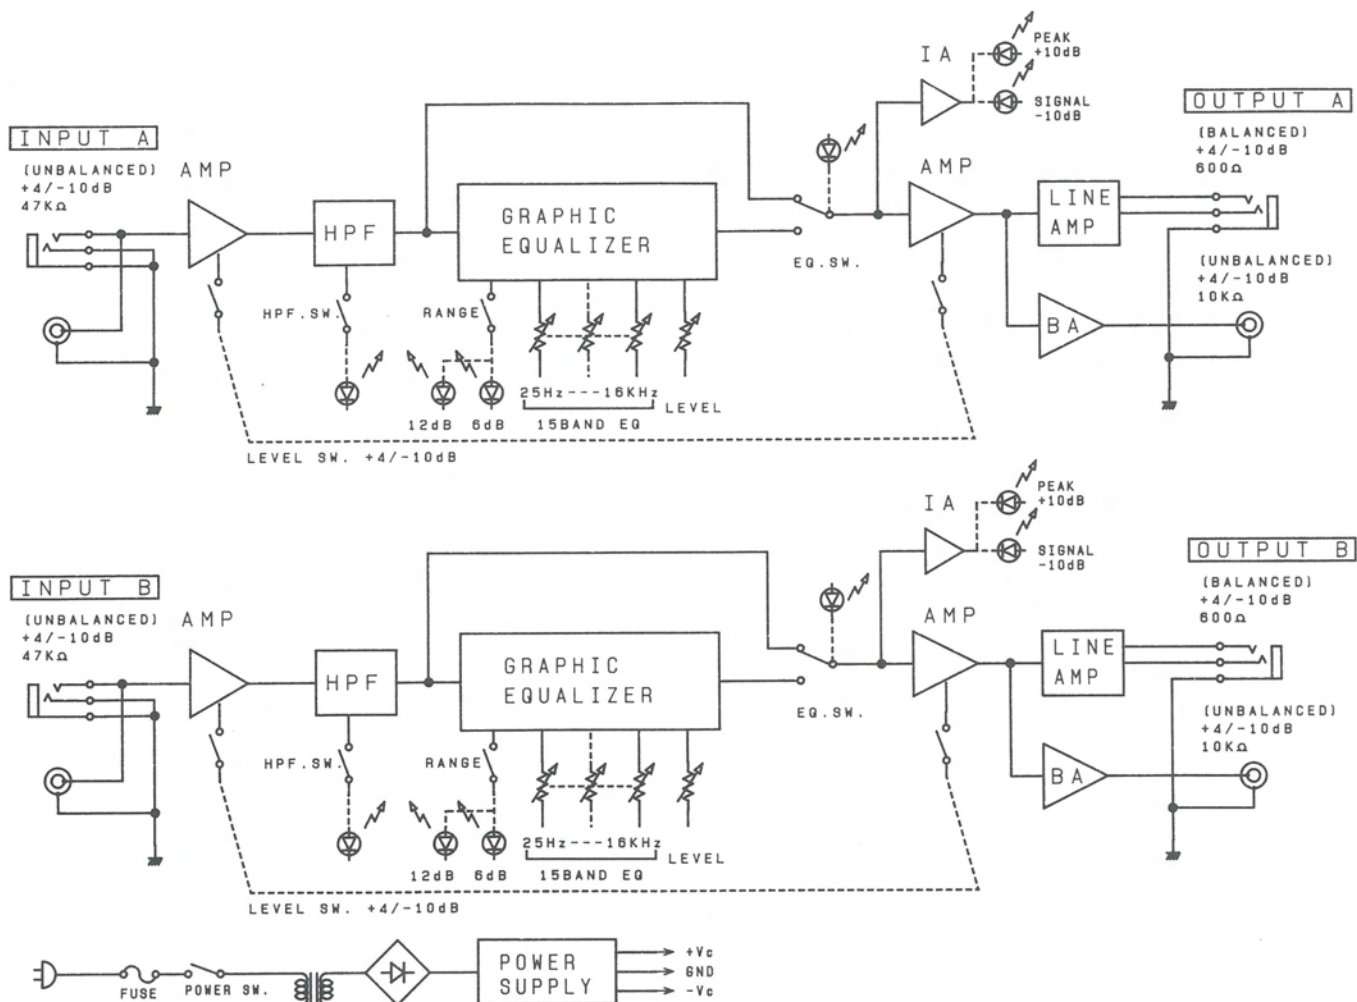 INPUT A
(UNBALANCED)
+4/-10dB
47KΩ
AMP
HPF
HPF.SW.
GRAPHIC
EQUALIZER
RANGE
12dB 6dB
25Hz---16KHz
15BAND EQ
LEVEL
LEVEL SW. +4/-10dB
EQ.SW.
IA
PEAK
+10dB
SIGNAL
-10dB
AMP
LINE
AMP
BA
OUTPUT A
(BALANCED)
+4/-10dB
600Ω
(UNBALANCED)
+4/-10dB
10KΩ
INPUT B
(UNBALANCED)
+4/-10dB
47KΩ
AMP
HPF
HPF.SW.
GRAPHIC
EQUALIZER
RANGE
12dB 6dB
25Hz---16KHz
15BAND EQ
LEVEL
LEVEL SW. +4/-10dB
EQ.SW.
IA
PEAK
+10dB
SIGNAL
-10dB
AMP
LINE
AMP
BA
OUTPUT B
(BALANCED)
+4/-10dB
600Ω
(UNBALANCED)
+4/-10dB
10KΩ
FUSE
POWER SW.
POWER
SUPPLY
+Vc
GND
-Vc